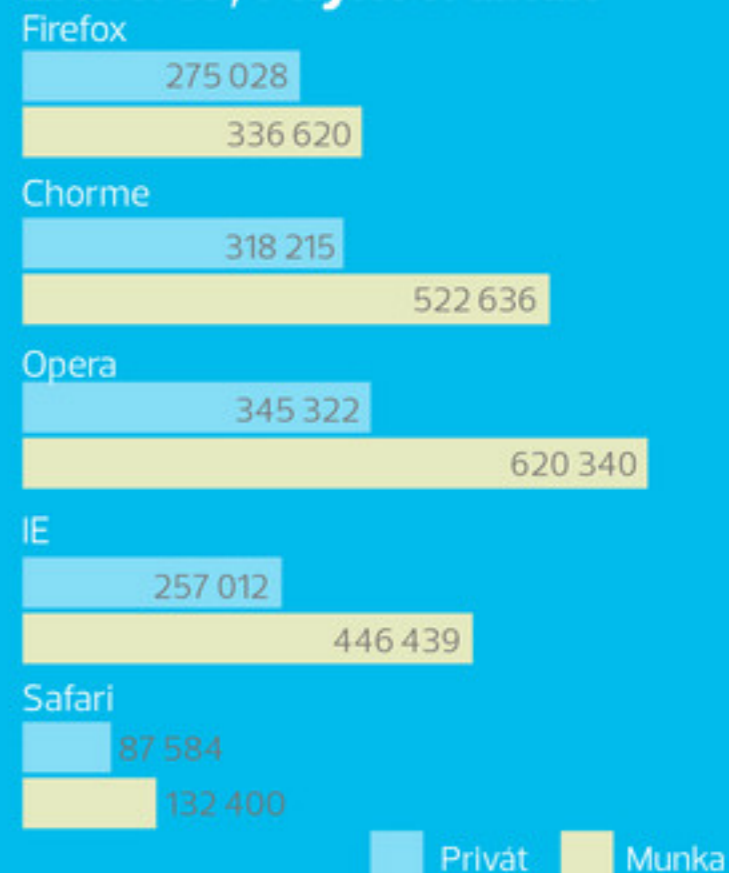 Firefox
275 028
336 620
Chorme
318 215
522 636
Opera
345 322
620 340
IE
257 012
446 439
Safari
87 584
132 400
Privát Munka